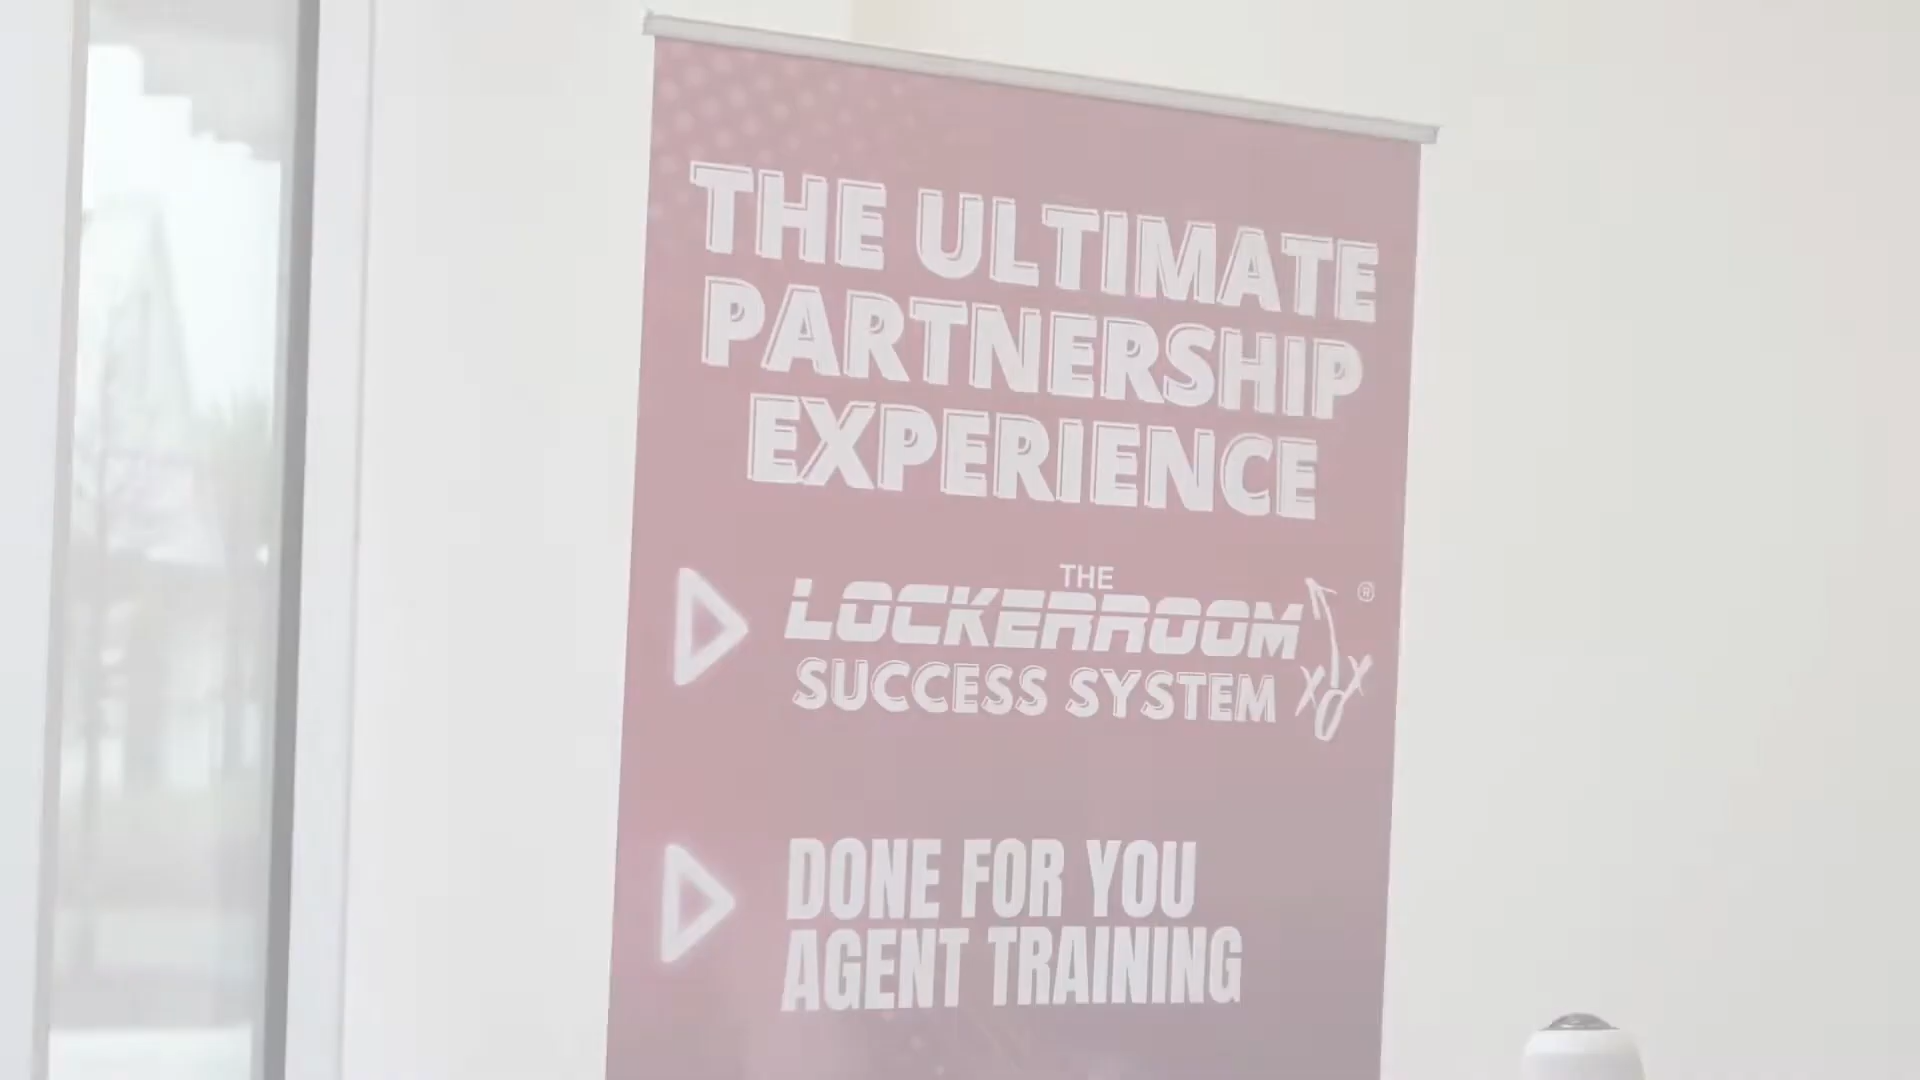 THE ULTIMATE
PARTNERSHIP
EXPERIENCE
THE
LOCKERROOM ®
SUCCESS SYSTEM
DONE FOR YOU
AGENT TRAINING